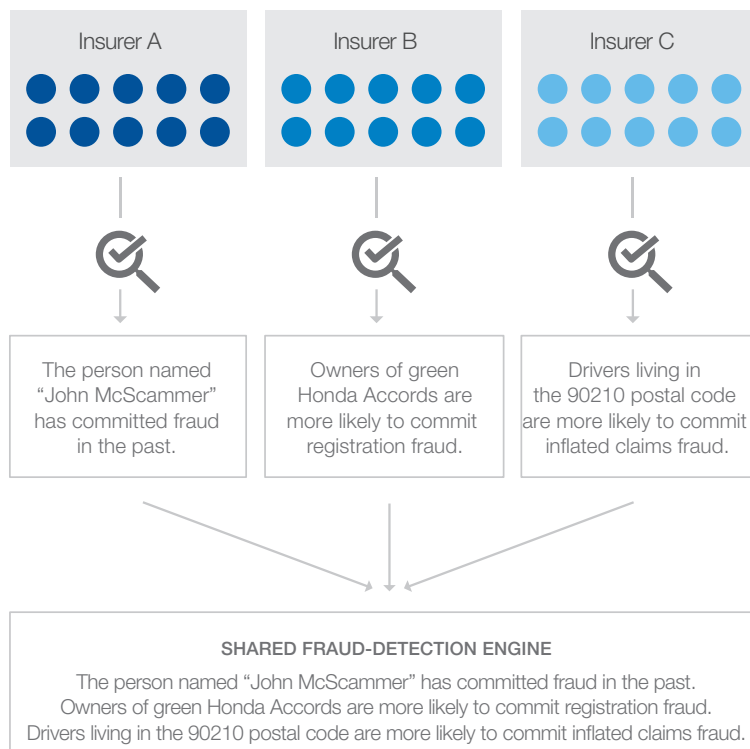 Insurer A
Insurer B
Insurer C
The person named
“John McScammer”
has committed fraud
in the past.
Owners of green
Honda Accords are
more likely to commit
registration fraud.
Drivers living in
the 90210 postal code
are more likely to commit
inflated claims fraud.
SHARED FRAUD-DETECTION ENGINE
The person named “John McScammer” has committed fraud in the past.
Owners of green Honda Accords are more likely to commit registration fraud.
Drivers living in the 90210 postal code are more likely to commit inflated claims fraud.